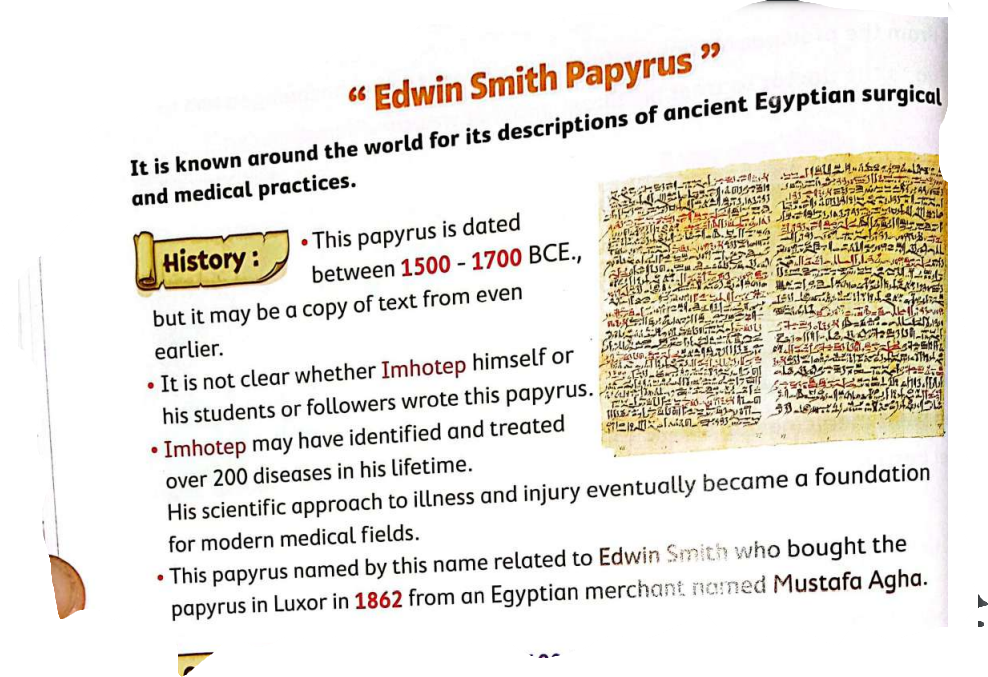 “ Edwin Smith Papyrus ”
It is known around the world for its descriptions of ancient Egyptian surgical
and medical practices.
History :
• This papyrus is dated
between 1500 - 1700 BCE.,
but it may be a copy of text from even
earlier.
• It is not clear whether Imhotep himself or
his students or followers wrote this papyrus.
• Imhotep may have identified and treated
over 200 diseases in his lifetime.
His scientific approach to illness and injury eventually became a foundation
for modern medical fields.
• This papyrus named by this name related to Edwin Smith who bought the
papyrus in Luxor in 1862 from an Egyptian merchant named Mustafa Agha.